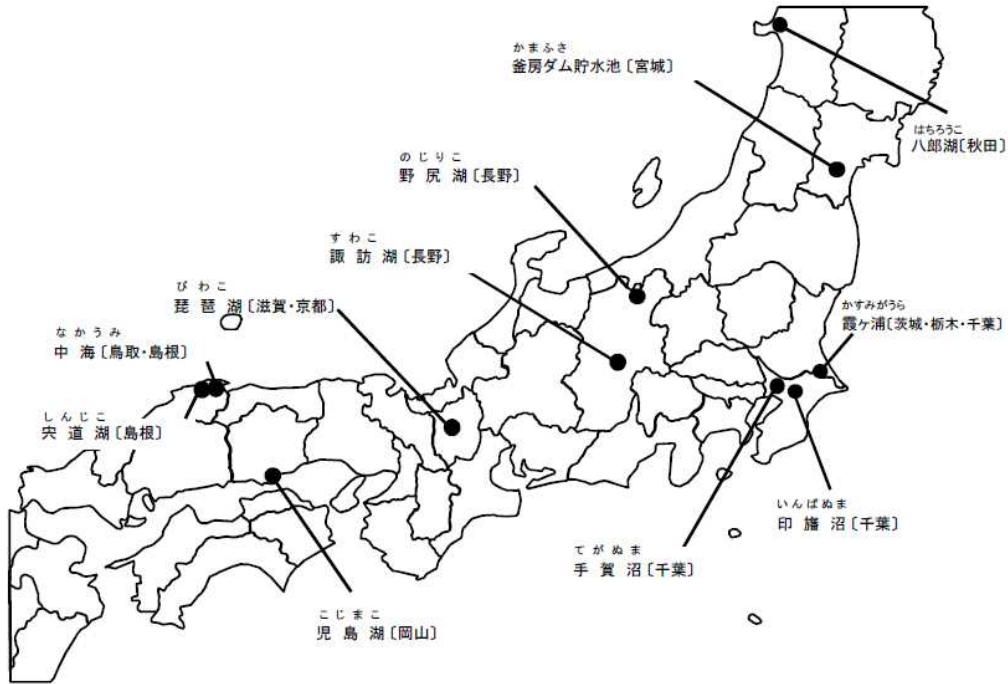 かまふさ
釜房ダム貯水池〔宮城〕
はちろうこ
八郎湖〔秋田〕
のじりこ
野尻湖〔長野〕
すわこ
諏訪湖〔長野〕
びわこ
琵琶湖〔滋賀・京都〕
かすみがうら
霞ヶ浦〔茨城・栃木・千葉〕
なかうみ
中海〔鳥取・島根〕
しんじこ
宍道湖〔島根〕
いんばぬま
印旛沼〔千葉〕
てがぬま
手賀沼〔千葉〕
こじまこ
児島湖〔岡山〕